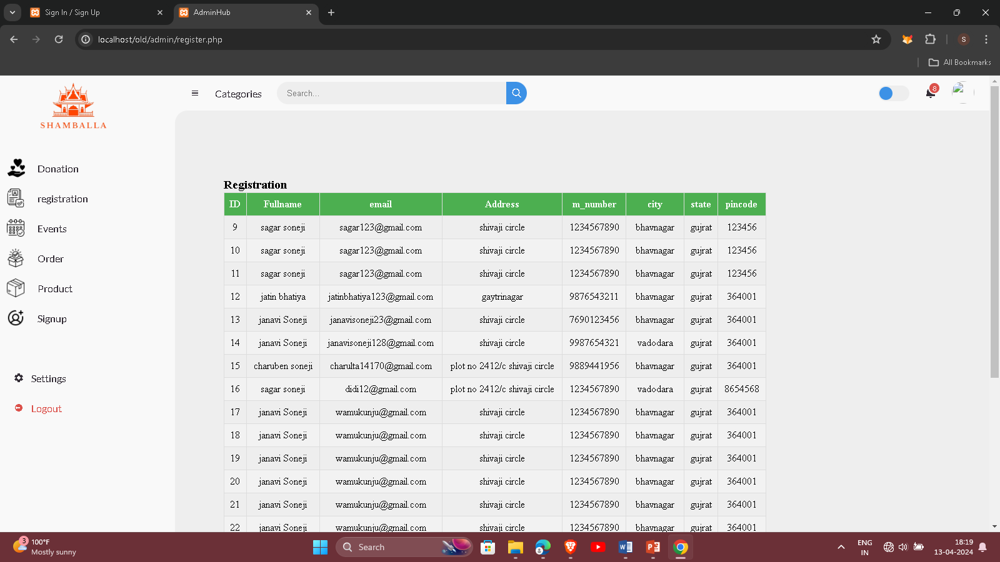 Sign In / Sign Up
AdminHub
localhost/old/admin/register.php
S
All Bookmarks
SHAMBALLA
Categories
Search...
8
Donation
registration
Events
Order
Product
Signup
Settings
Logout
Registration
ID Fullname email Address m_number city state pincode
9 sagar soneji sagar123@gmail.com shivaji circle 1234567890 bhavnagar gujrat 123456
10 sagar soneji sagar123@gmail.com shivaji circle 1234567890 bhavnagar gujrat 123456
11 sagar soneji sagar123@gmail.com shivaji circle 1234567890 bhavnagar gujrat 123456
12 jatin bhatiya jatinbhatiya123@gmail.com gaytrinagar 9876543211 bhavnagar gujrat 364001
13 janavi Soneji janavisoneji23@gmail.com shivaji circle 7690123456 bhavnagar gujrat 364001
14 janavi Soneji janavisoneji128@gmail.com shivaji circle 9987654321 vadodara gujrat 364001
15 charuben soneji charulta14170@gmail.com plot no 2412/c shivaji circle 9889441956 bhavnagar gujrat 364001
16 sagar soneji didi12@gmail.com plot no 2412/c shivaji circle 1234567890 vadodara gujrat 8654568
17 janavi Soneji wamukunju@gmail.com shivaji circle 1234567890 bhavnagar gujrat 364001
18 janavi Soneji wamukunju@gmail.com shivaji circle 1234567890 bhavnagar gujrat 364001
19 janavi Soneji wamukunju@gmail.com shivaji circle 1234567890 bhavnagar gujrat 364001
20 janavi Soneji wamukunju@gmail.com shivaji circle 1234567890 bhavnagar gujrat 364001
21 janavi Soneji wamukunju@gmail.com shivaji circle 1234567890 bhavnagar gujrat 364001
22 janavi Soneji wamukunju@gmail.com shivaji circle 1234567890 bhavnagar gujrat 364001
3
100°F
Mostly sunny
Search
ENG
IN
18:19
13-04-2024